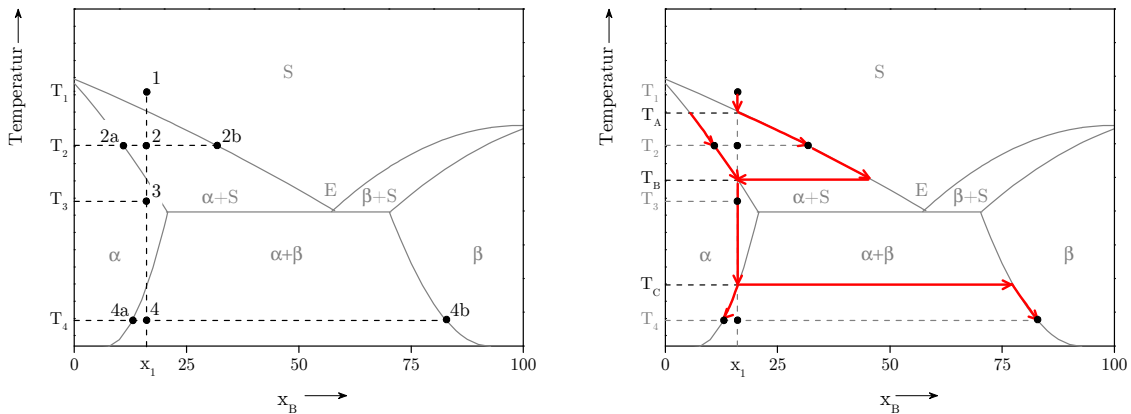 Temperatur
T1
T2
T3
T4
1
2a
2
2b
3
4a
4
4b
S
E
α+S
β+S
α
α+β
β
0
x1
25
50
75
100
xB
Temperatur
T1
TA
T2
TB
T3
TC
T4
S
E
α+S
β+S
α
α+β
β
0
x1
25
50
75
100
xB